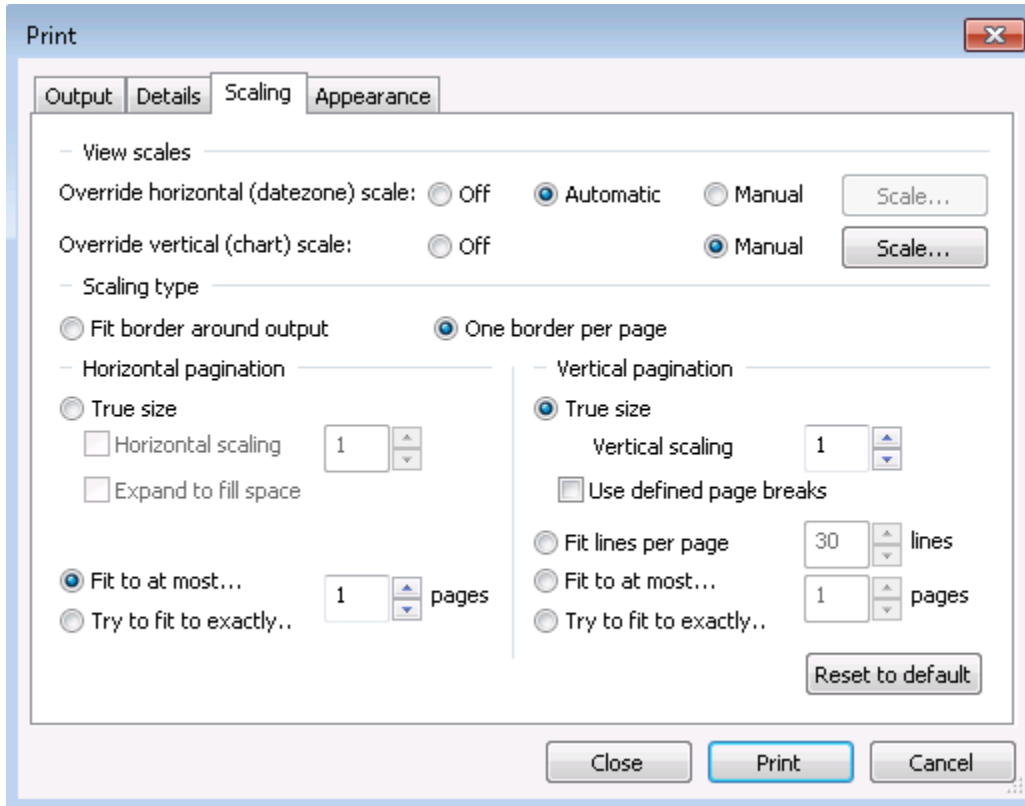 Print
Output Details Scaling Appearance
View scales
Override horizontal (datezone) scale: Off Automatic Manual Scale...
Override vertical (chart) scale: Off Manual Scale...
Scaling type
Fit border around output One border per page
Horizontal pagination Vertical pagination
True size True size
Horizontal scaling 1 Vertical scaling 1
Expand to fill space Use defined page breaks
Fit lines per page 30 lines
Fit to at most... 1 pages Fit to at most... 1 pages
Try to fit to exactly.. Try to fit to exactly..
Reset to default
Close Print Cancel